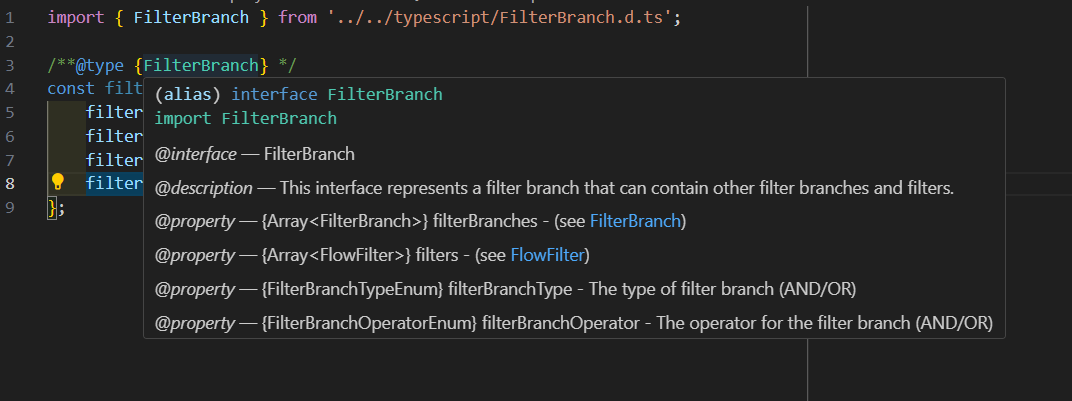 1 import { FilterBranch } from '../../typescript/FilterBranch.d.ts';
2
3 /**@type {FilterBranch} */
4 const filt
(alias) interface FilterBranch
5 filter
import FilterBranch
6 filter
7 filter
@interface — FilterBranch
8 filter
@description — This interface represents a filter branch that can contain other filter branches and filters.
9 };
@property — {Array<FilterBranch>} filterBranches - (see FilterBranch)
@property — {Array<FlowFilter>} filters - (see FlowFilter)
@property — {FilterBranchTypeEnum} filterBranchType - The type of filter branch (AND/OR)
@property — {FilterBranchOperatorEnum} filterBranchOperator - The operator for the filter branch (AND/OR)